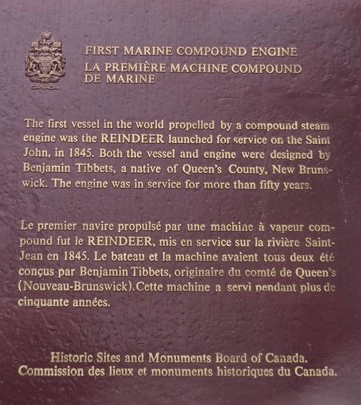 CANADA
FIRST MARINE COMPOUND ENGINE
LA PREMIÈRE MACHINE COMPOUND
DE MARINE
The first vessel in the world propelled by a compound steam
engine was the REINDEER launched for service on the Saint
John, in 1845. Both the vessel and engine were designed by
Benjamin Tibbets, a native of Queen's County, New Bruns-
wick. The engine was in service for more than fifty years.
Le premier navire propulsé par une machine à vapeur com-
pound fut le REINDEER, mis en service sur la rivière Saint-
Jean en 1845. Le bateau et la machine avaient tous deux été
conçus par Benjamin Tibbets, originaire du comté de Queen's
(Nouveau-Brunswick). Cette machine a servi pendant plus de
cinquante années.
Historic Sites and Monuments Board of Canada.
Commission des lieux et monuments historiques du Canada.